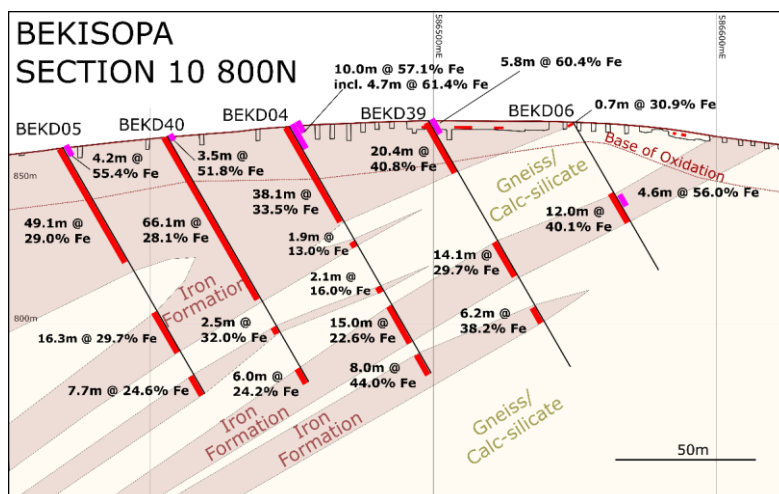 BEKISOPA
SECTION 10 800N
586500mE
586600mE
10.0m @ 57.1% Fe
incl. 4.7m @ 61.4% Fe
5.8m @ 60.4% Fe
BEKD05
BEKD40
BEKD04
BEKD39
BEKD06
0.7m @ 30.9% Fe
4.2m @
55.4% Fe
3.5m @
51.8% Fe
20.4m @
40.8% Fe
Base of Oxidation
850m
Gneiss/
Calc-silicate
38.1m @
33.5% Fe
4.6m @ 56.0% Fe
49.1m @
29.0% Fe
66.1m @
28.1% Fe
12.0m @
40.1% Fe
1.9m @
13.0% Fe
14.1m @
29.7% Fe
2.1m @
16.0% Fe
Iron
Formation
800m
16.3m @ 29.7% Fe
2.5m @
32.0% Fe
15.0m @
22.6% Fe
6.2m @
38.2% Fe
7.7m @ 24.6% Fe
6.0m @
24.2% Fe
8.0m @
44.0% Fe
Iron
Formation
Iron
Formation
Gneiss/
Calc-silicate
50m